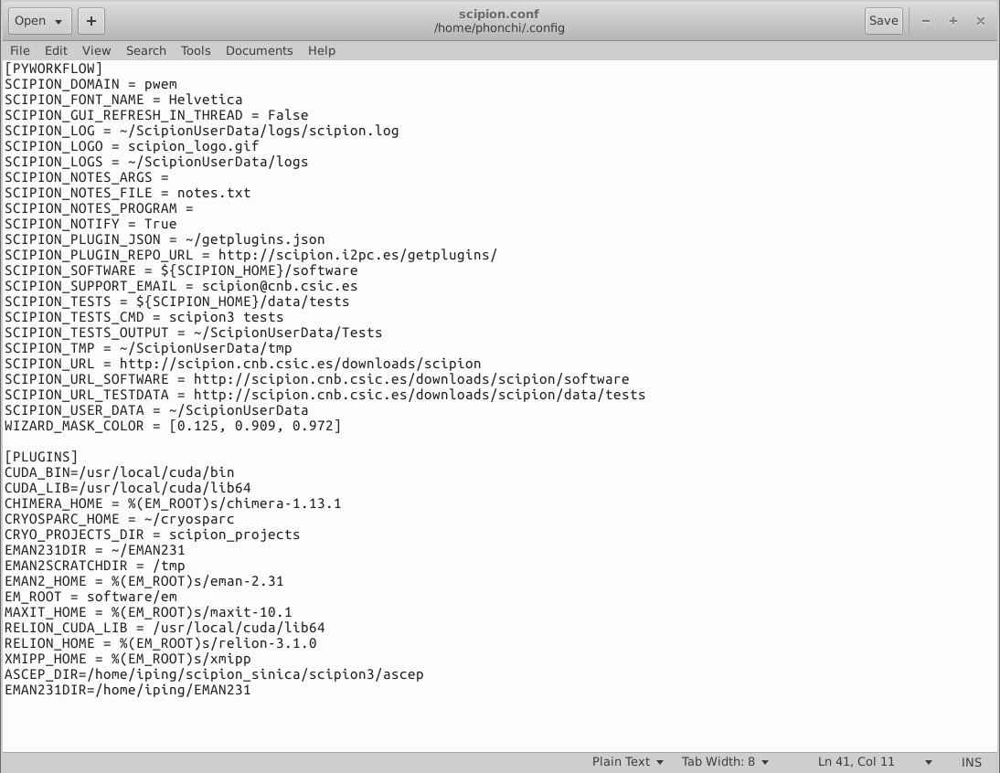 Open
+
scipion.conf
/home/phonchi/.config
Save
File Edit View Search Tools Documents Help
[PYWORKFLOW]
SCIPION_DOMAIN = pwem
SCIPION_FONT_NAME = Helvetica
SCIPION_GUI_REFRESH_IN_THREAD = False
SCIPION_LOG = ~/ScipionUserData/logs/scipion.log
SCIPION_LOGO = scipion_logo.gif
SCIPION_LOGS = ~/ScipionUserData/logs
SCIPION_NOTES_ARGS =
SCIPION_NOTES_FILE = notes.txt
SCIPION_NOTES_PROGRAM =
SCIPION_NOTIFY = True
SCIPION_PLUGIN_JSON = ~/getplugins.json
SCIPION_PLUGIN_REPO_URL = http://scipion.i2pc.es/getplugins/
SCIPION_SOFTWARE = ${SCIPION_HOME}/software
SCIPION_SUPPORT_EMAIL = scipion@cnb.csic.es
SCIPION_TESTS = ${SCIPION_HOME}/data/tests
SCIPION_TESTS_CMD = scipion3 tests
SCIPION_TESTS_OUTPUT = ~/ScipionUserData/Tests
SCIPION_TMP = ~/ScipionUserData/tmp
SCIPION_URL = http://scipion.cnb.csic.es/downloads/scipion
SCIPION_URL_SOFTWARE = http://scipion.cnb.csic.es/downloads/scipion/software
SCIPION_URL_TESTDATA = http://scipion.cnb.csic.es/downloads/scipion/data/tests
SCIPION_USER_DATA = ~/ScipionUserData
WIZARD_MASK_COLOR = [0.125, 0.909, 0.972]
[PLUGINS]
CUDA_BIN=/usr/local/cuda/bin
CUDA_LIB=/usr/local/cuda/lib64
CHIMERA_HOME = %(EM_ROOT)s/chimera-1.13.1
CRYOSPARC_HOME = ~/cryosparc
CRYO_PROJECTS_DIR = scipion_projects
EMAN231DIR = ~/EMAN231
EMAN2SCRATCHDIR = /tmp
EMAN2_HOME = %(EM_ROOT)s/eman-2.31
EM_ROOT = software/em
MAXIT_HOME = %(EM_ROOT)s/maxit-10.1
RELION_CUDA_LIB = /usr/local/cuda/lib64
RELION_HOME = %(EM_ROOT)s/relion-3.1.0
XMIPP_HOME = %(EM_ROOT)s/xmipp
ASCEP_DIR=/home/iping/scipion_sinica/scipion3/ascep
EMAN231DIR=/home/iping/EMAN231
Plain Text Tab Width: 8 Ln 41, Col 11 INS